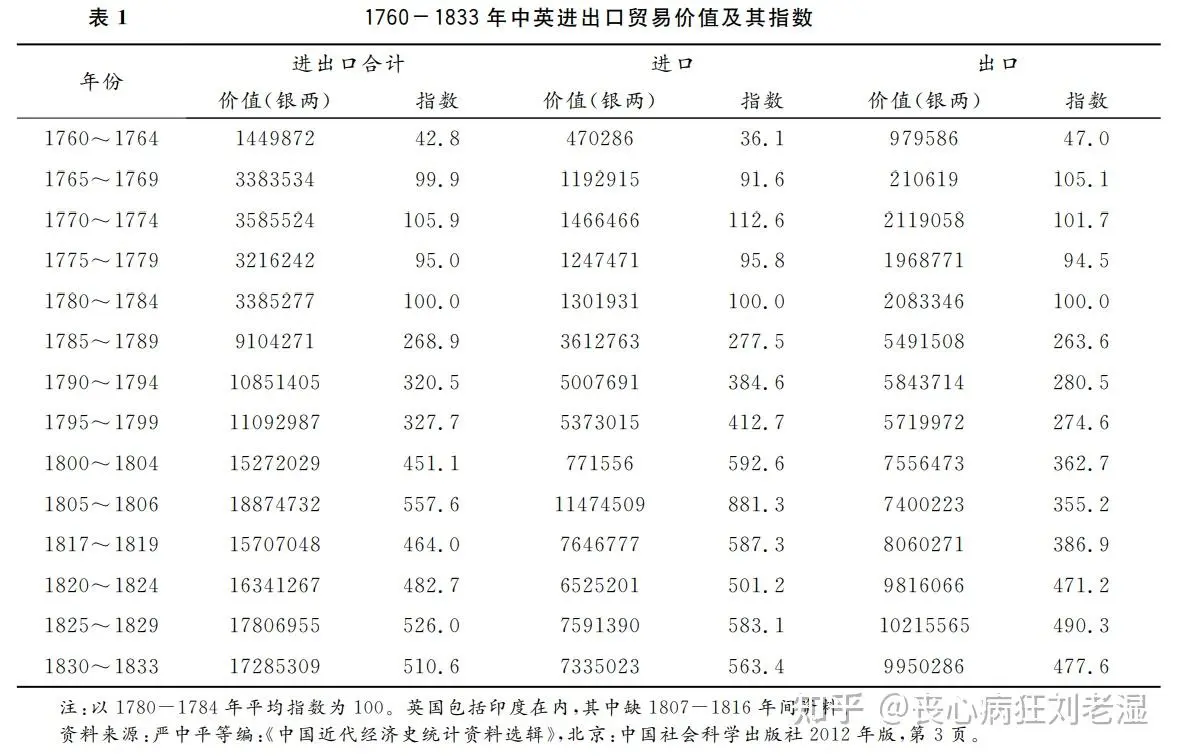 表 1 1760－1833 年中英进出口贸易价值及其指数
年份 进出口合计 进口 出口
价值(银两) 指数 价值(银两) 指数 价值(银两) 指数
1760～1764 1449872 42.8 470286 36.1 979586 47.0
1765～1769 3383534 99.9 1192915 91.6 210619 105.1
1770～1774 3585524 105.9 1466466 112.6 2119058 101.7
1775～1779 3216242 95.0 1247471 95.8 1968771 94.5
1780～1784 3385277 100.0 1301931 100.0 2083346 100.0
1785～1789 9104271 268.9 3612763 277.5 5491508 263.6
1790～1794 10851405 320.5 5007691 384.6 5843714 280.5
1795～1799 11092987 327.7 5373015 412.7 5719972 274.6
1800～1804 15272029 451.1 771556 592.6 7556473 362.7
1805～1806 18874732 557.6 11474509 881.3 7400223 355.2
1817～1819 15707048 464.0 7646777 587.3 8060271 386.9
1820～1824 16341267 482.7 6525201 501.2 9816066 471.2
1825～1829 17806955 526.0 7591390 583.1 10215565 490.3
1830～1833 17285309 510.6 7335023 563.4 9950286 477.6
注:以 1780－1784 年平均指数为 100。英国包括印度在内,其中缺 1807－1816 年间
资料来源:严中平等编:《中国近代经济史统计资料选辑》,北京:中国社会科学出版社 2012 年版,第 3 页。
知乎 @丧心病狂刘老湿